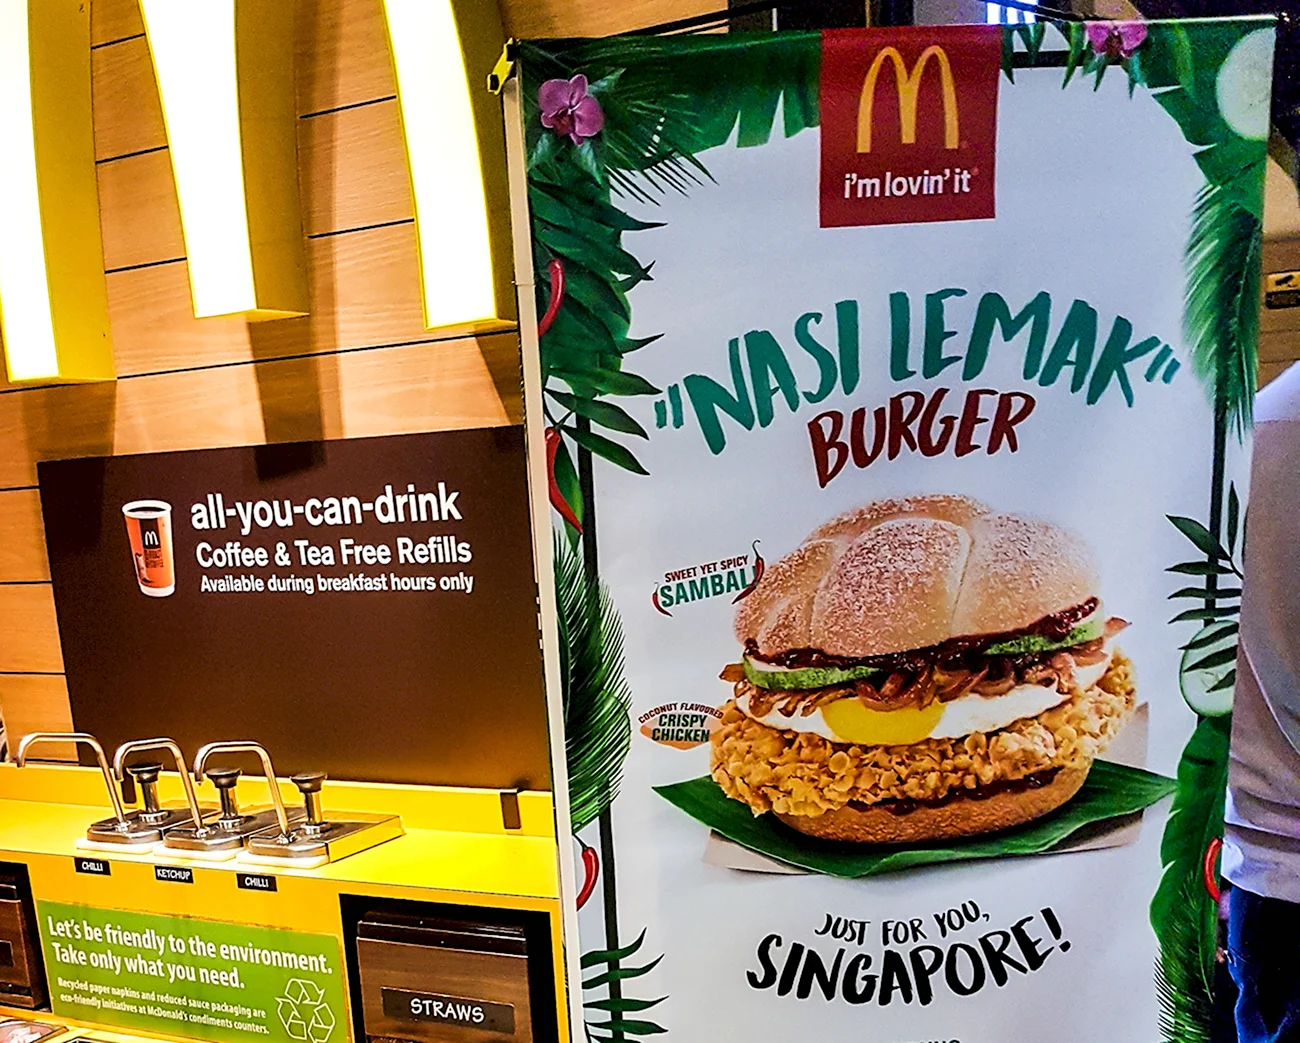 all-you-can-drink
Coffee & Tea Free Refills
Available during breakfast hours only
CHILLI
KETCHUP
CHILLI
Let's be friendly to the environment.
Take only what you need.
Recycled paper napkins and reduced sauce packaging are
eco-friendly initiatives at McDonald's condiments counters.
STRAWS
i'm lovin' it
"NASI LEMAK"
BURGER
SWEET YET SPICY
SAMBAL
COCONUT FLAVOURED
CRISPY
CHICKEN
JUST FOR YOU,
SINGAPORE!